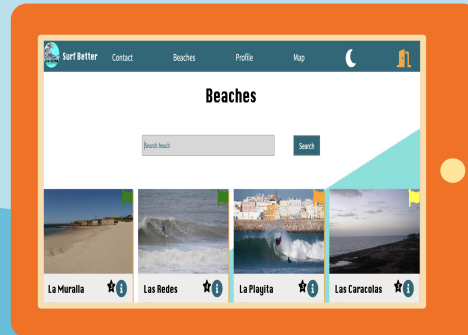 Surf Better Contact Beaches Profile Map
Beaches
Search beach Search
La Muralla Las Redes La Playita Las Caracolas